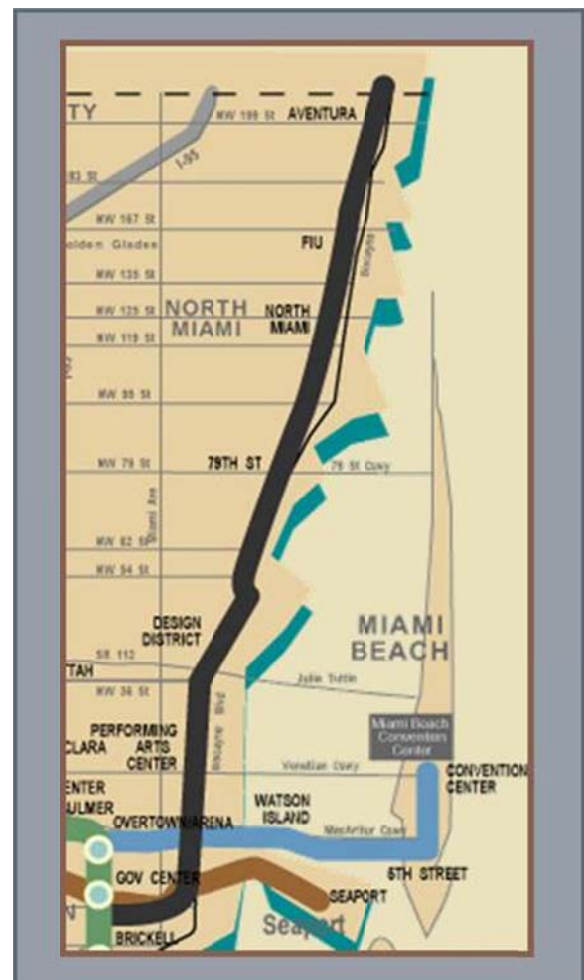 TY
NW 199 St
AVENTURA
I-95
83 St
NW 167 St
olden Glades
FIU
Biscayne
NW 135 St
NW 125 St
NORTH
MIAMI
NORTH
MIAMI
NW 119 St
NW 95 St
79TH ST
NW 79 St
79 St Cswy
Miami Ave
NW 62 St
NW 54 St
DESIGN
DISTRICT
MIAMI
BEACH
SR 112
TAH
Julia Tuttle
NW 36 St
Biscayne Blvd
Miami Beach
Convention
Center
PERFORMING
ARTS
CENTER
CLARA
Venetian Cswy
CONVENTION
CENTER
ENTER
ULMER
WATSON
ISLAND
OVERTOWN/ARENA
MacArthur Cswy
5TH STREET
GOV CENTER
SEAPORT
Seaport
BRICKELL